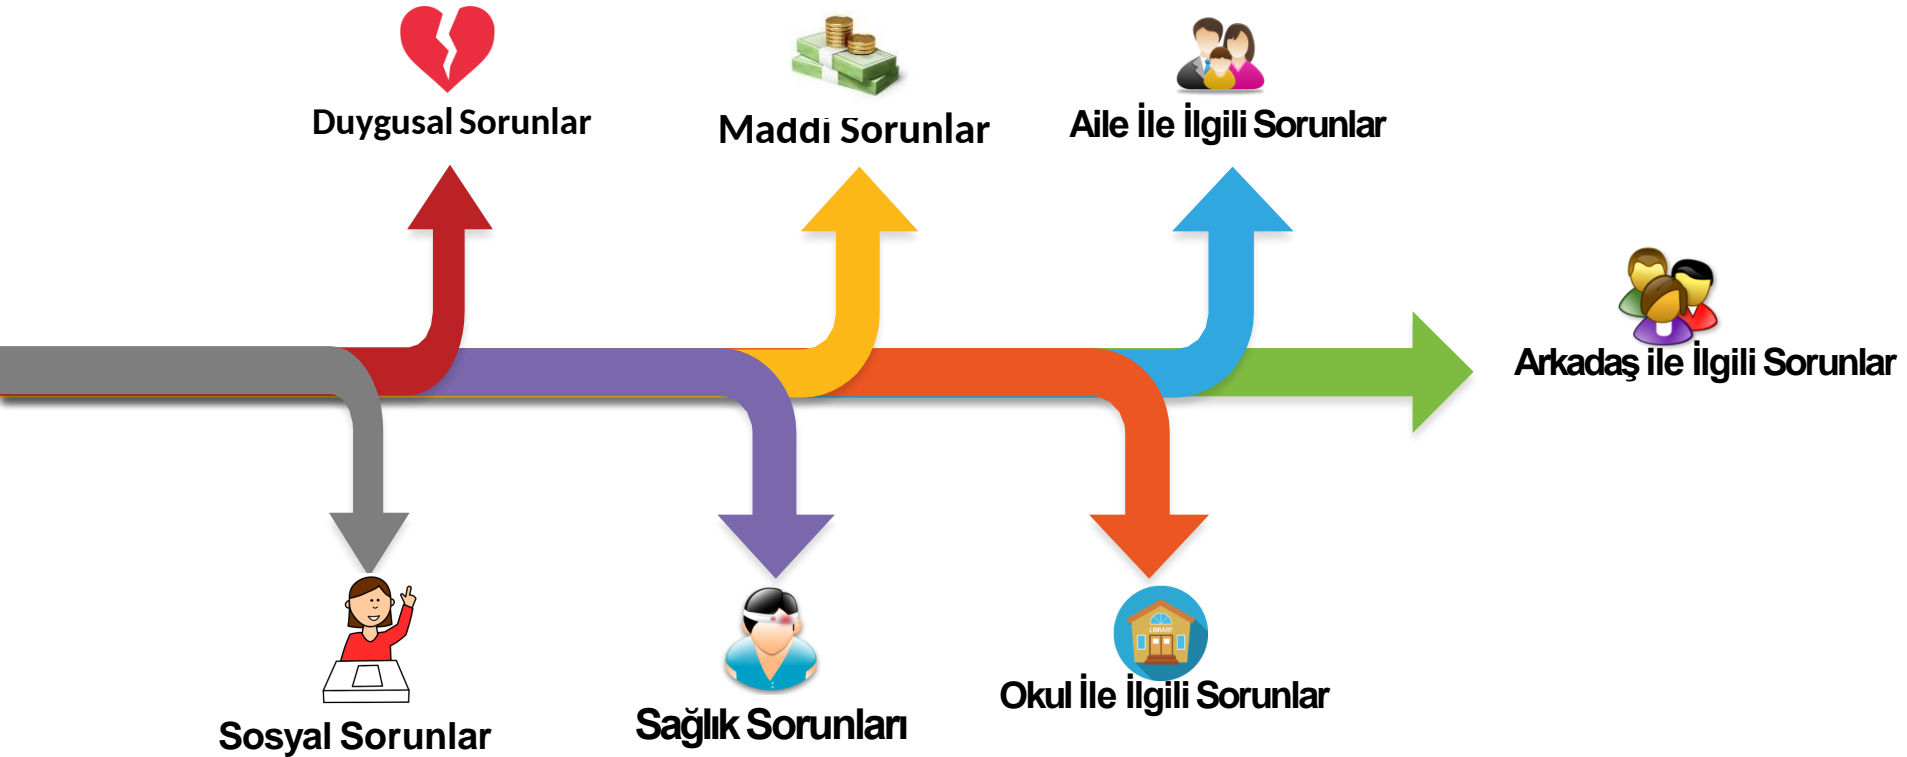 Duygusal Sorunlar
Maddi Sorunlar
Aile İle İlgili Sorunlar
Arkadaş ile İlgili Sorunlar
LIBRARY
Okul İle İlgili Sorunlar
Sağlık Sorunları
Sosyal Sorunlar